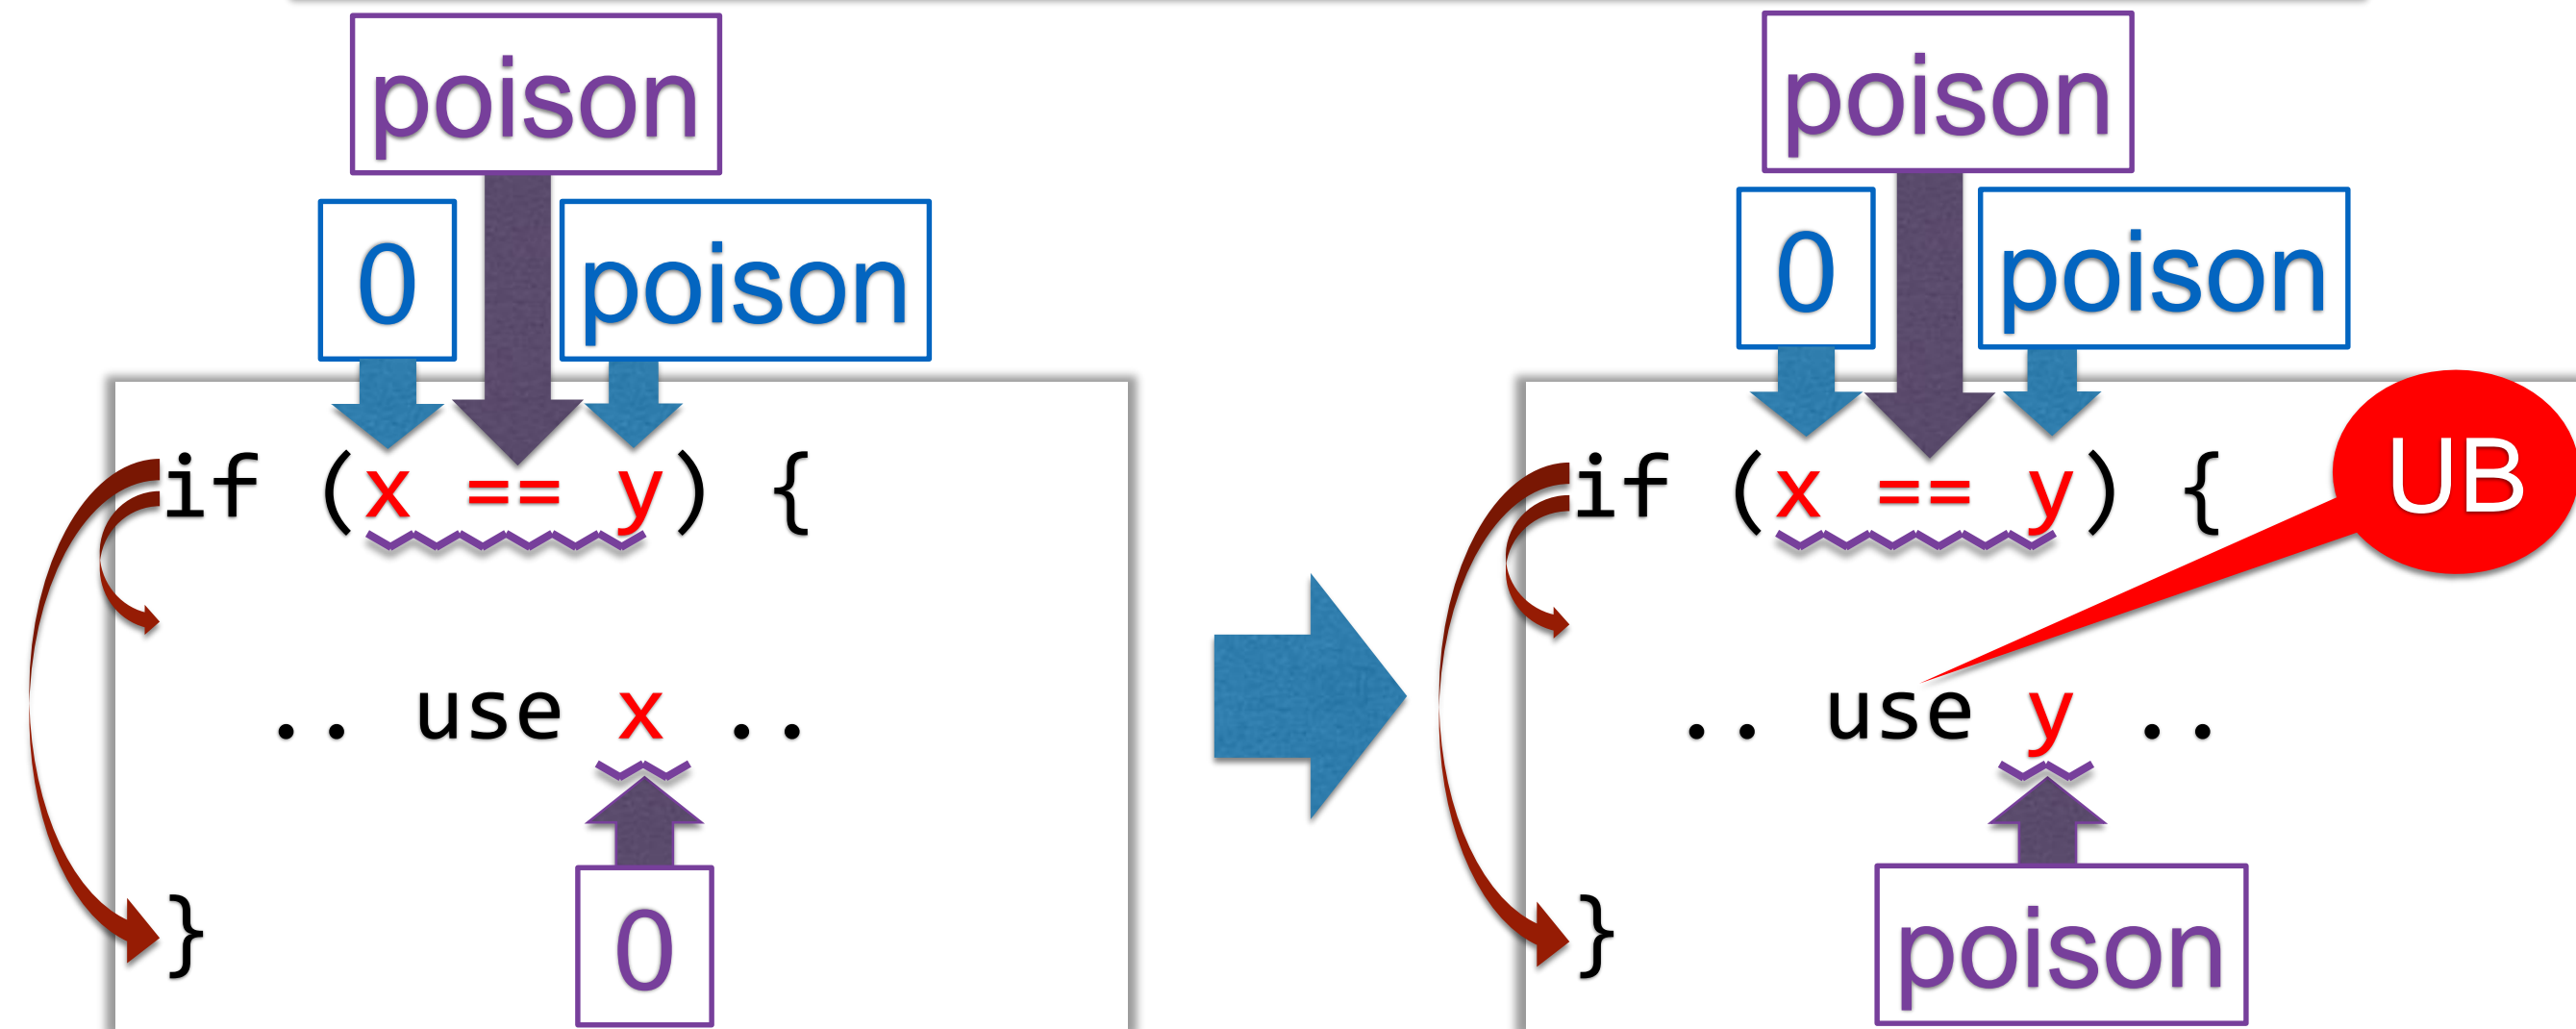 poison
0 poison
if (x == y) {
.. use x ..
0
}
poison
0 poison
if (x == y) {
UB
.. use y ..
}
poison